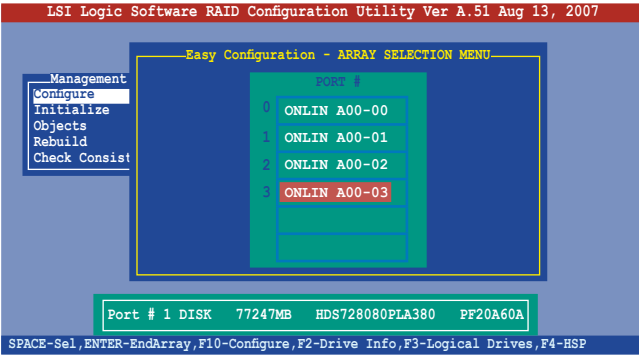 LSI Logic Software RAID Configuration Utility Ver A.51 Aug 13, 2007
Easy Configuration - ARRAY SELECTION MENU
Management
Configure
Initialize
Objects
Rebuild
Check Consist
PORT #
0 ONLIN A00-00
1 ONLIN A00-01
2 ONLIN A00-02
3 ONLIN A00-03
Port # 1 DISK 77247MB HDS728080PLA380 PF20A60A
SPACE-Sel,ENTER-EndArray,F10-Configure,F2-Drive Info,F3-Logical Drives,F4-HSP